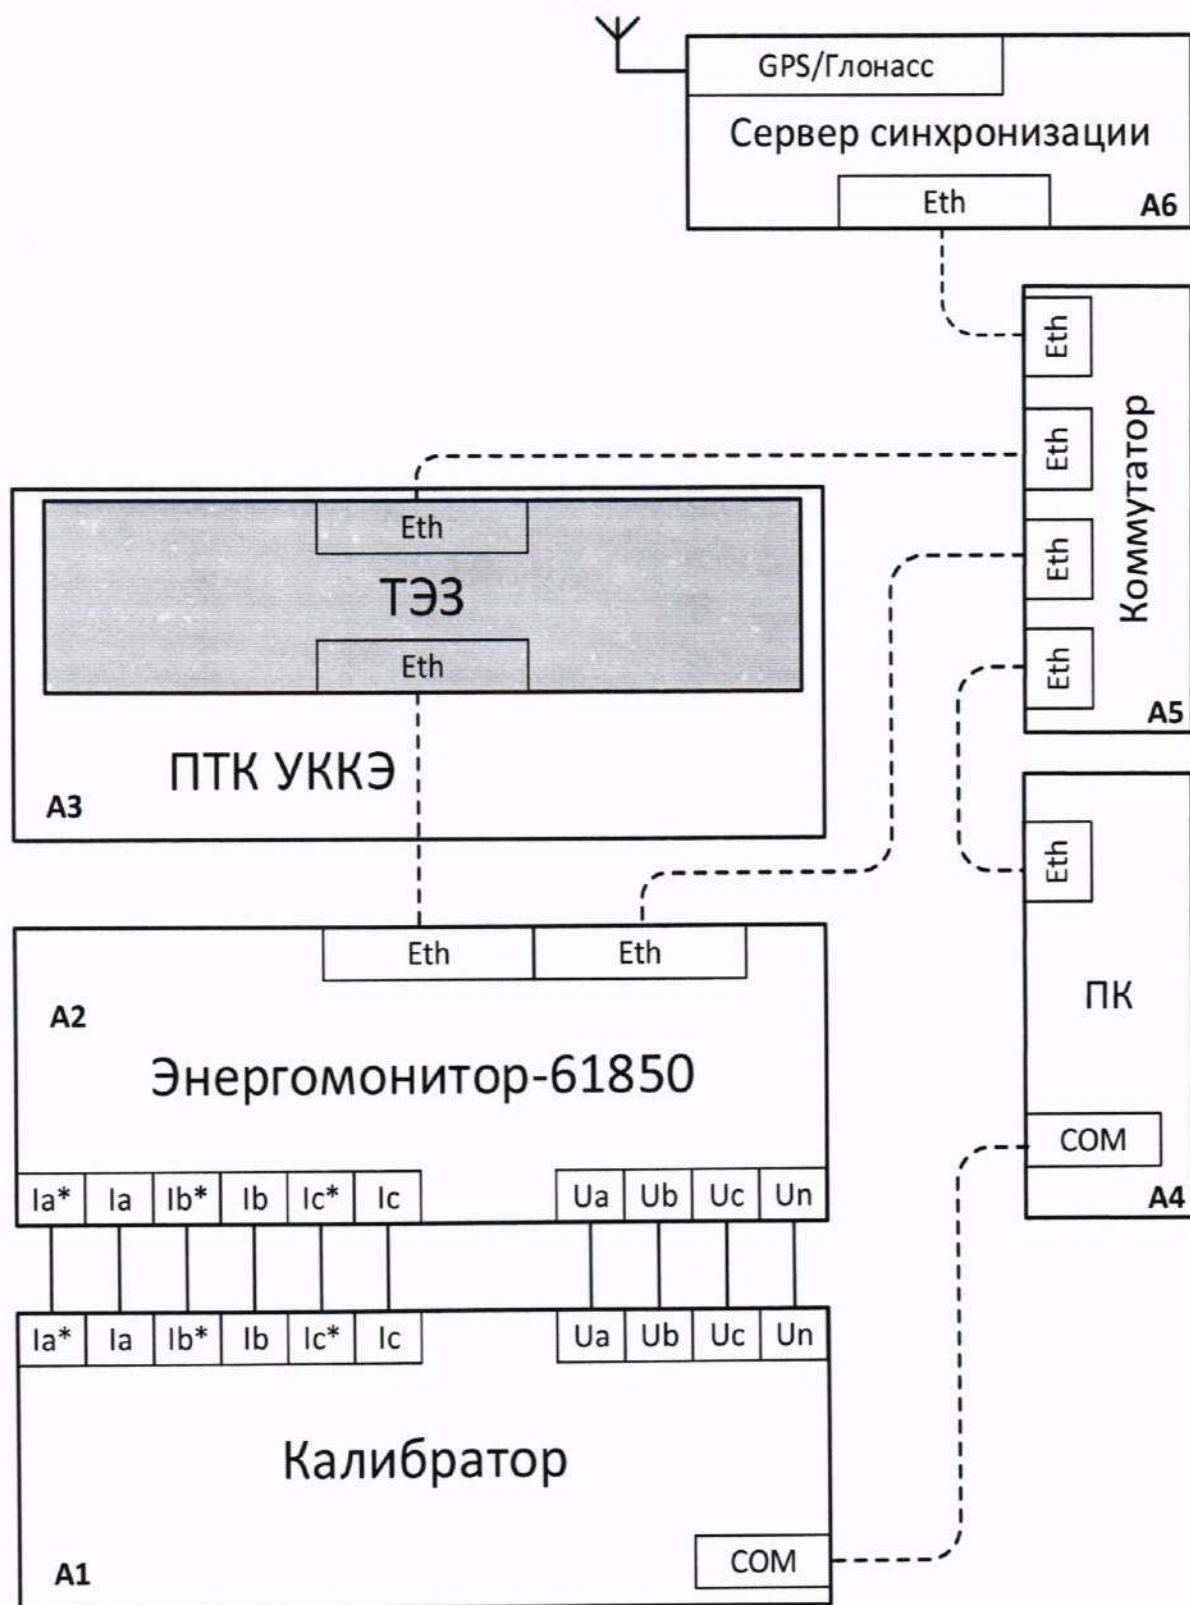 GPS/Глонасс
Сервер синхронизации
Eth
A6
Eth
Eth
Eth
Eth
Коммутатор
A5
Eth
ТЭЗ
Eth
ПТК УККЭ
A3
Eth
ПК
COM
A4
Eth Eth
A2
Энергомонитор-61850
Ia* Ia Ib* Ib Ic* Ic Ua Ub Uc Un
Ia* Ia Ib* Ib Ic* Ic Ua Ub Uc Un
Калибратор
COM
A1